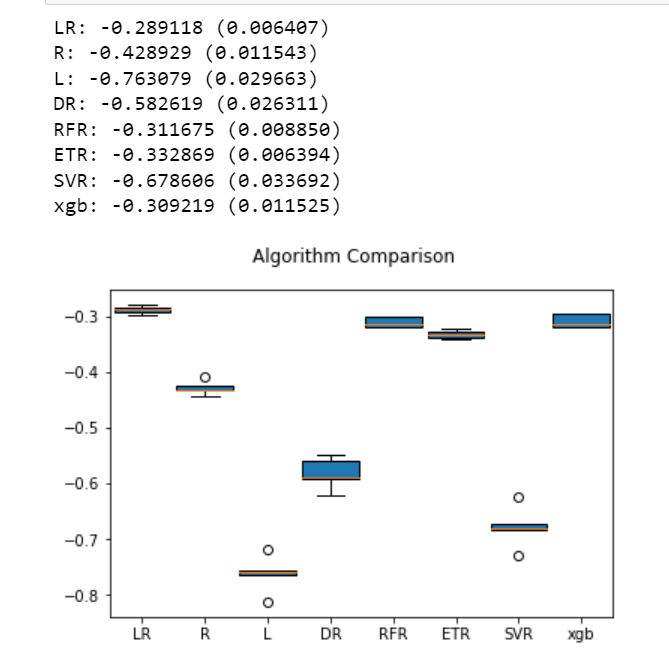 LR: -0.289118 (0.006407)
R: -0.428929 (0.011543)
L: -0.763079 (0.029663)
DR: -0.582619 (0.026311)
RFR: -0.311675 (0.008850)
ETR: -0.332869 (0.006394)
SVR: -0.678606 (0.033692)
xgb: -0.309219 (0.011525)
Algorithm Comparison
−0.3
−0.4
−0.5
−0.6
−0.7
−0.8
LR R L DR RFR ETR SVR xgb